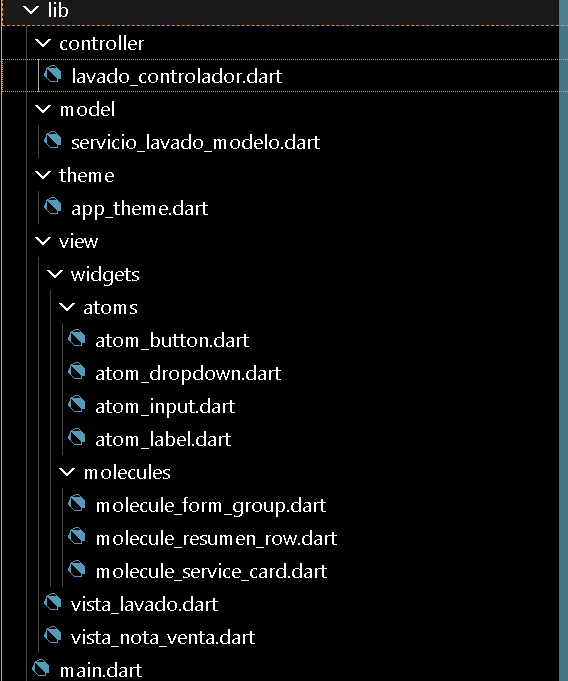 lib
controller
lavado_controlador.dart
model
servicio_lavado_modelo.dart
theme
app_theme.dart
view
widgets
atoms
atom_button.dart
atom_dropdown.dart
atom_input.dart
atom_label.dart
molecules
molecule_form_group.dart
molecule_resumen_row.dart
molecule_service_card.dart
vista_lavado.dart
vista_nota_venta.dart
main.dart